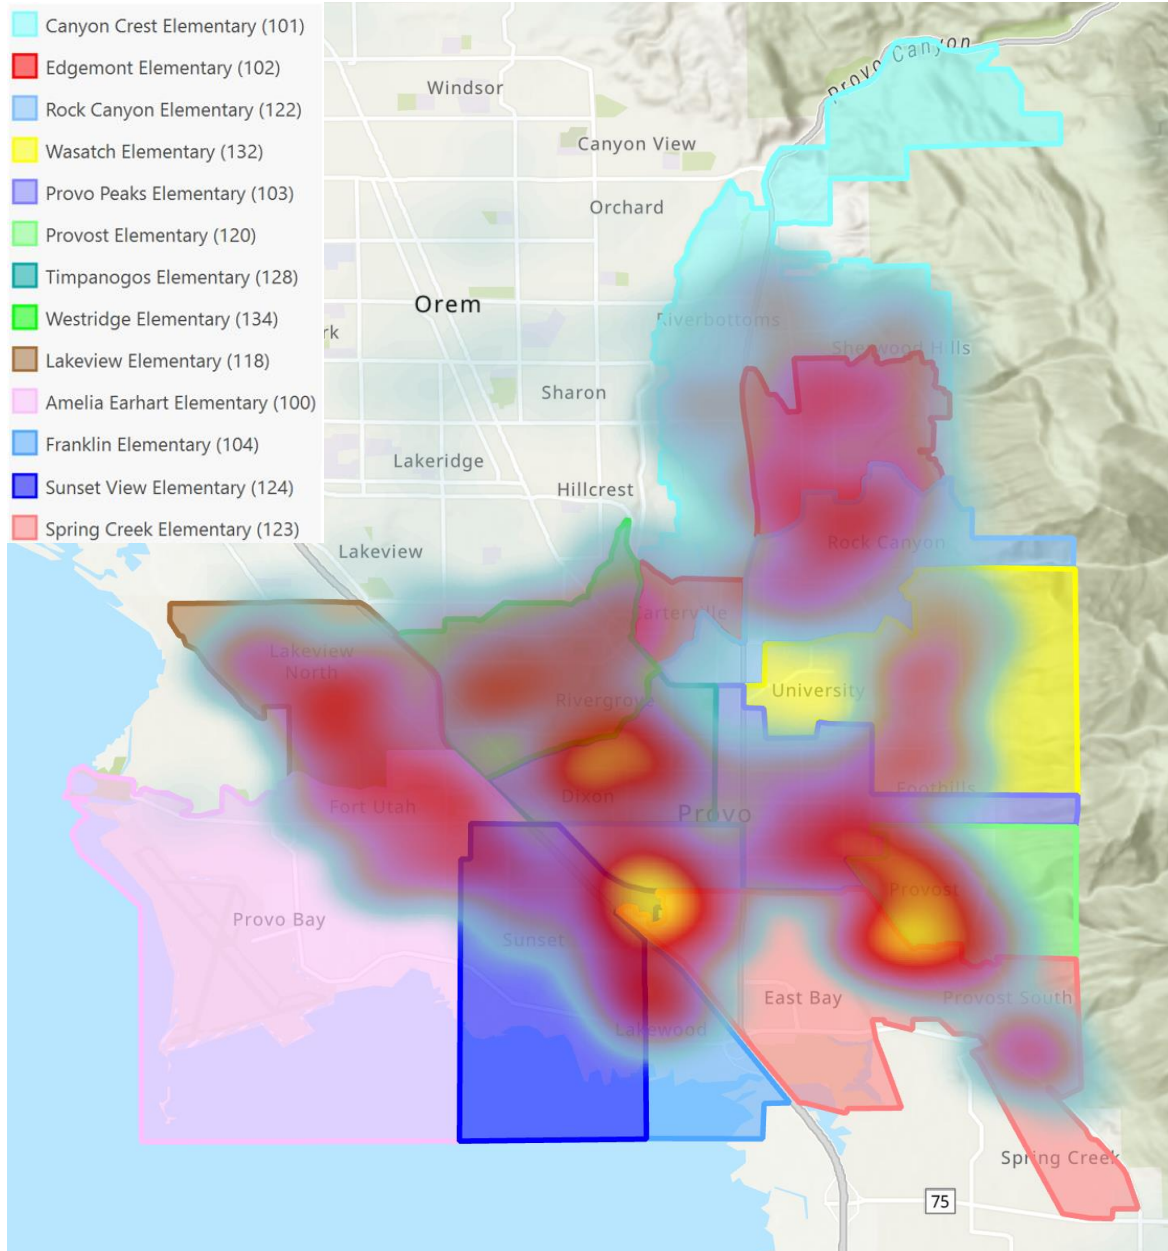 Canyon Crest Elementary (101)
Edgemont Elementary (102)
Rock Canyon Elementary (122)
Wasatch Elementary (132)
Provo Peaks Elementary (103)
Provost Elementary (120)
Timpanogos Elementary (128)
Westridge Elementary (134)
Lakeview Elementary (118)
Amelia Earhart Elementary (100)
Franklin Elementary (104)
Sunset View Elementary (124)
Spring Creek Elementary (123)
Provo Canyon
Windsor
Canyon View
Orchard
Orem
Riverbottoms
rk
Sherwood Hills
Sharon
Lakeridge
Hillcrest
Lakeview
Rock Canyon
Carterville
Lakeview
North
University
Rivergrove
Foothills
Dixon
Fort Utah
Provo
Provost
Provo Bay
Sunset
East Bay
Provost South
Lakewood
Spring Creek
75